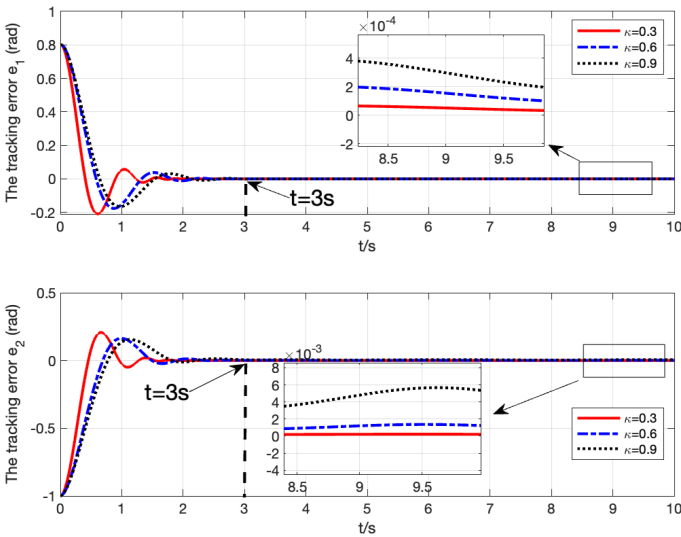 The tracking error e1 (rad)
1
0.8
0.6
0.4
0.2
0
-0.2
×10-4
4
2
0
-2
8.5 9 9.5
κ=0.3
κ=0.6
κ=0.9
t=3s
0 1 2 3 4 5 6 7 8 9 10
t/s
The tracking error e2 (rad)
0.5
0
-0.5
-1
t=3s
×10-3
8
6
4
2
0
-2
-4
8.5 9 9.5
κ=0.3
κ=0.6
κ=0.9
0 1 2 3 4 5 6 7 8 9 10
t/s